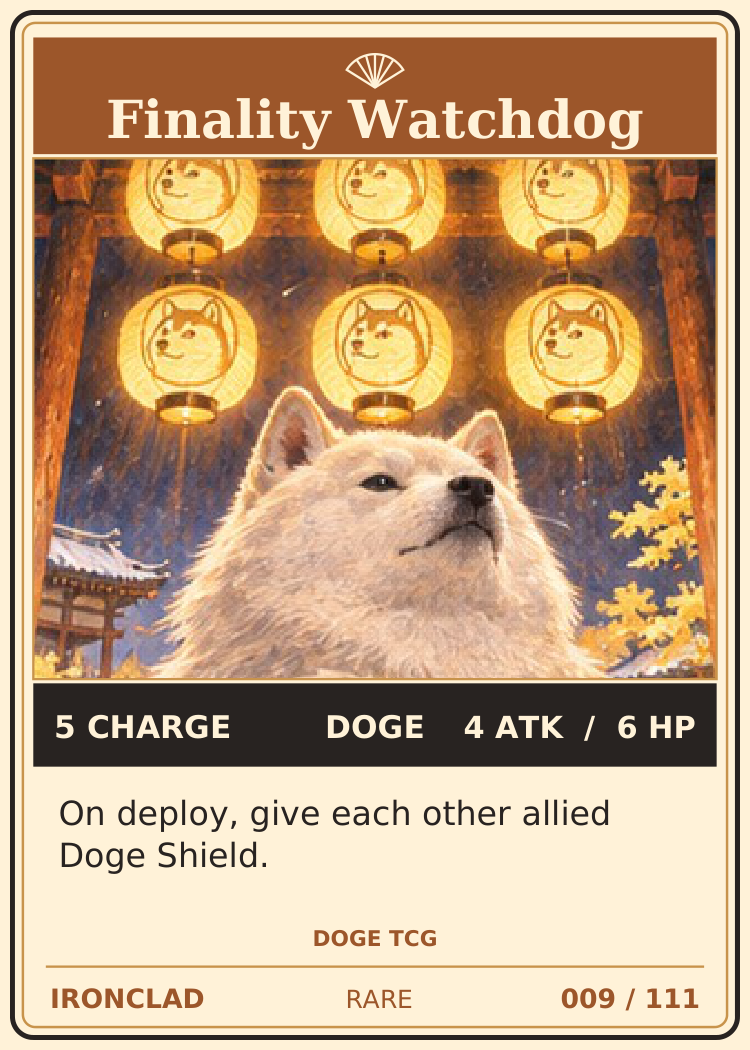 Finality Watchdog
5 CHARGE DOGE 4 ATK / 6 HP
On deploy, give each other allied
Doge Shield.
DOGE TCG
IRONCLAD RARE 009 / 111